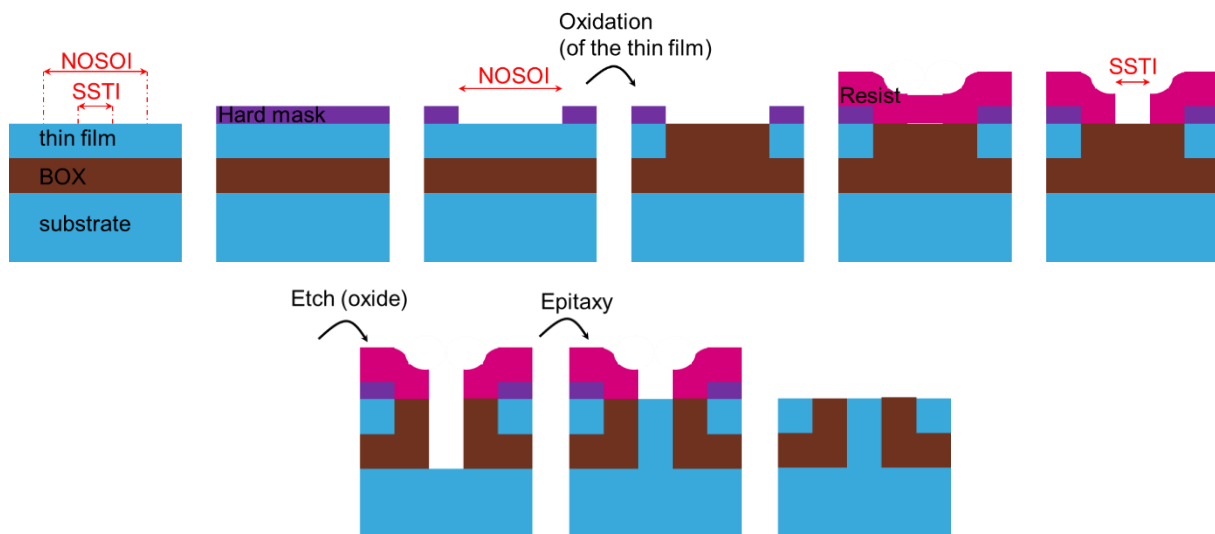 NOSOI
SSTI
thin film
BOX
substrate
Hard mask
NOSOI
Oxidation
(of the thin film)
Resist
SSTI
Etch (oxide)
Epitaxy